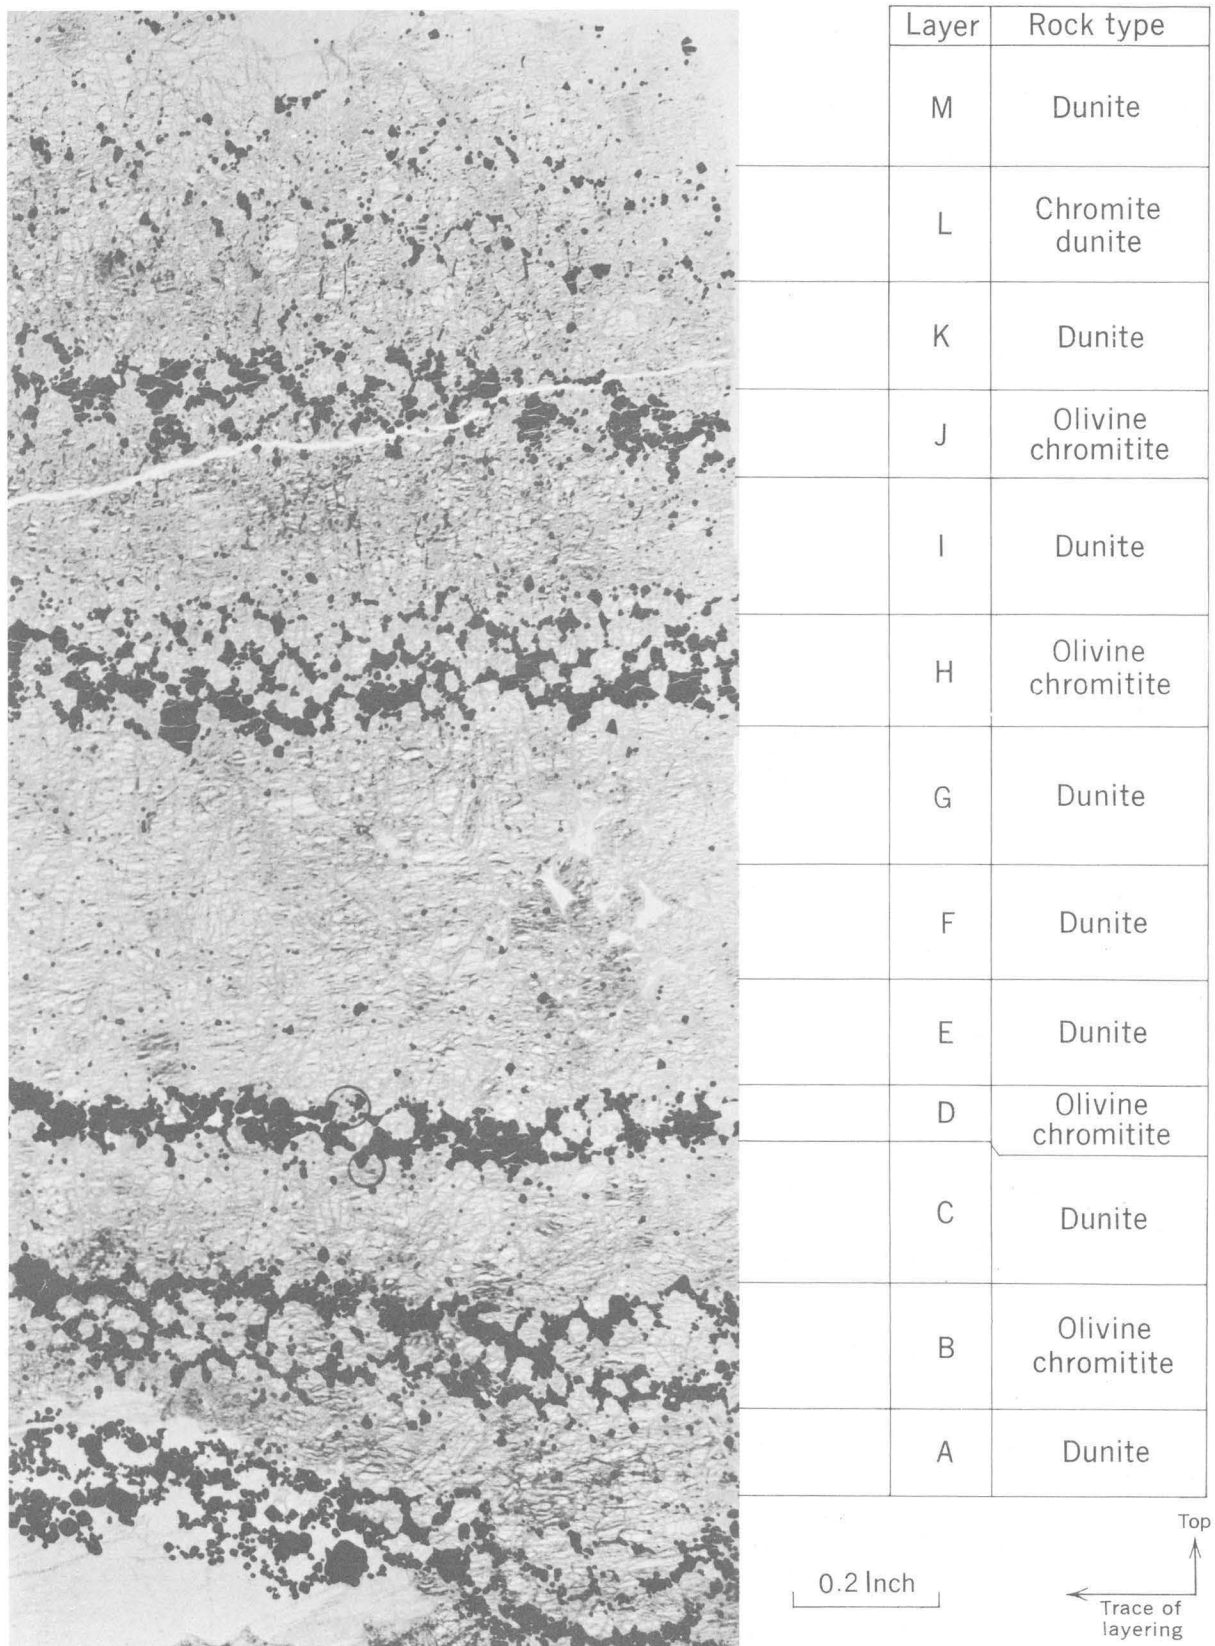 Layer Rock type
M Dunite
L Chromite
dunite
K Dunite
J Olivine
chromitite
I Dunite
H Olivine
chromitite
G Dunite
F Dunite
E Dunite
D Olivine
chromitite
C Dunite
B Olivine
chromitite
A Dunite
0.2 Inch
Top
Trace of
layering